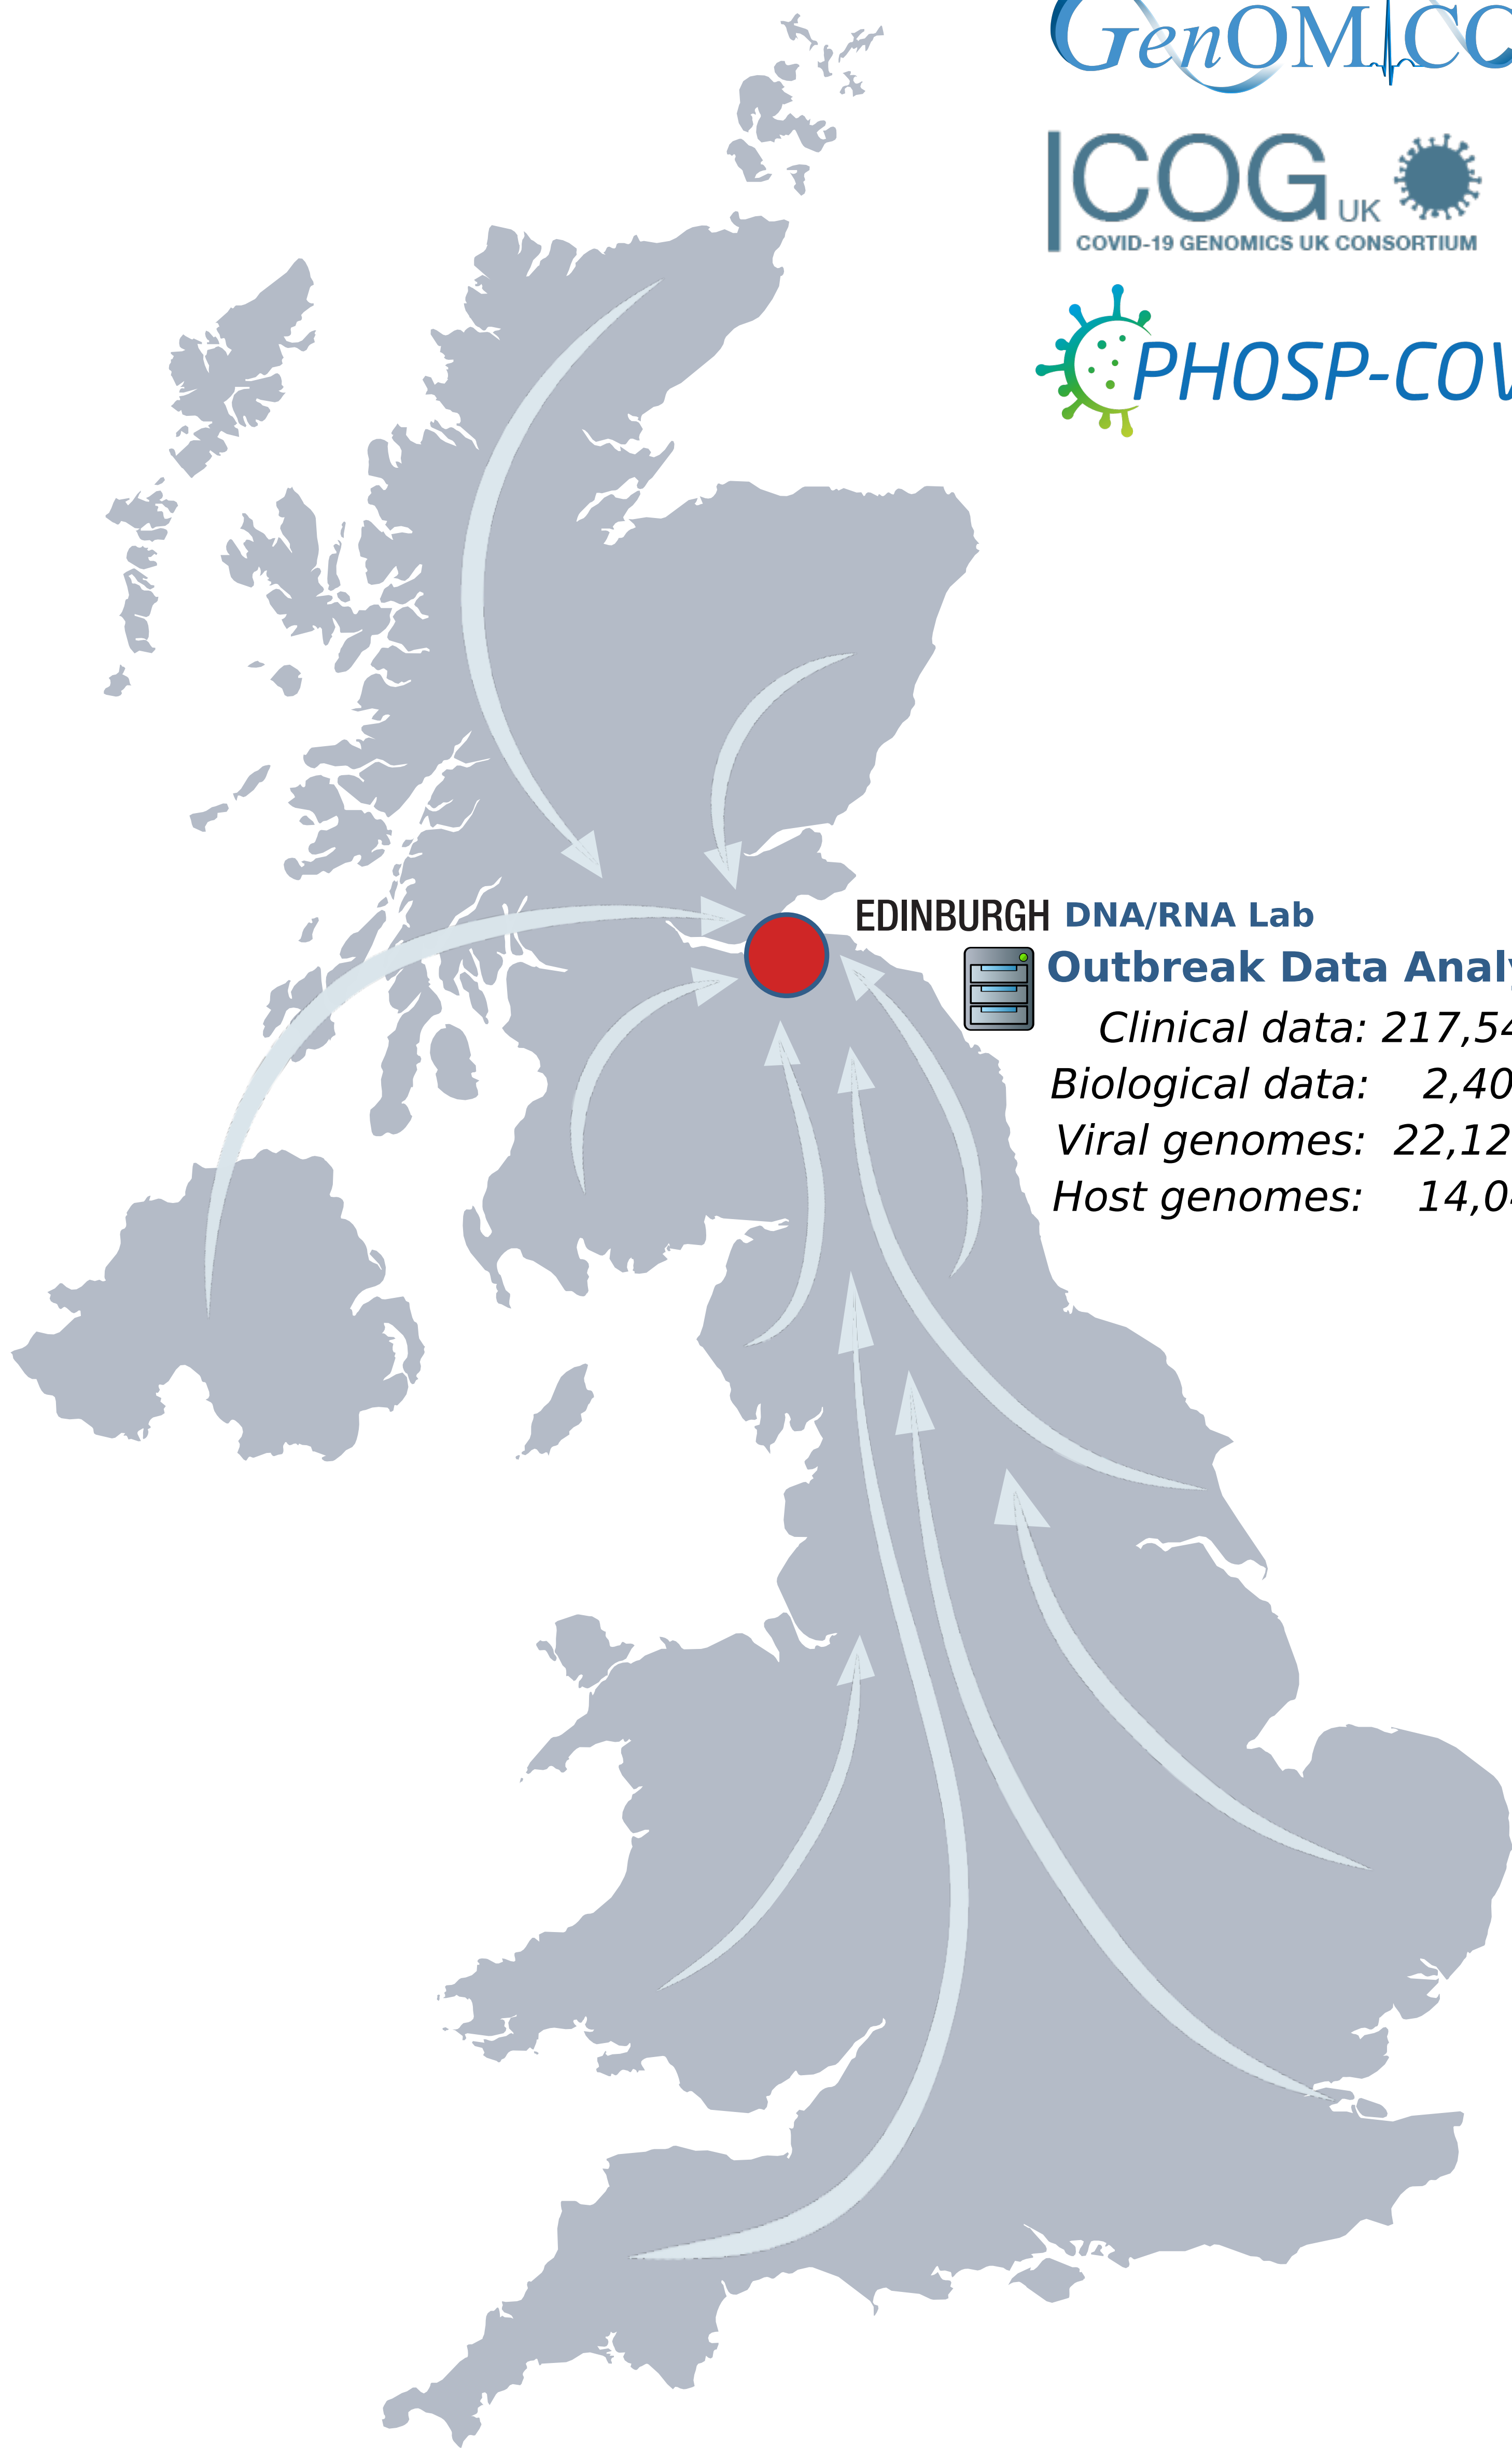 GenOMICC
COG UK
COVID-19 GENOMICS UK CONSORTIUM
PHOSP-COV
EDINBURGH DNA/RNA Lab
Outbreak Data Analy
Clinical data: 217,54
Biological data: 2,40
Viral genomes: 22,12
Host genomes: 14,0